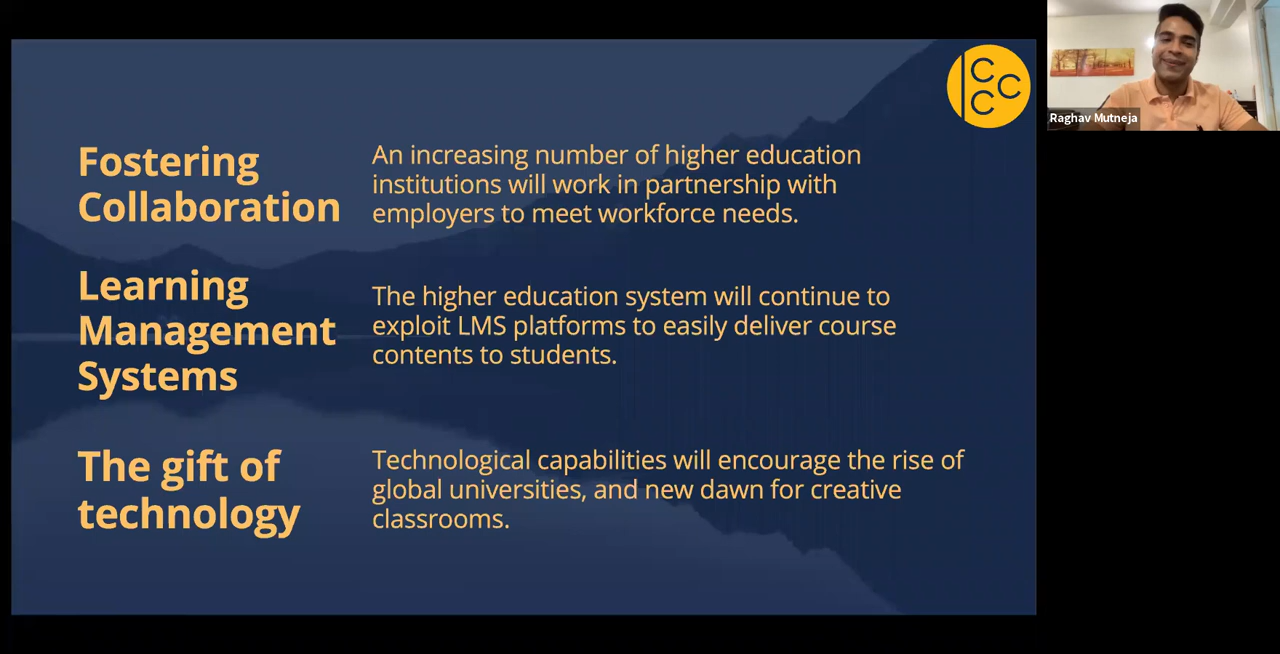 Fostering
Collaboration
An increasing number of higher education
institutions will work in partnership with
employers to meet workforce needs.
Learning
Management
Systems
The higher education system will continue to
exploit LMS platforms to easily deliver course
contents to students.
The gift of
technology
Technological capabilities will encourage the rise of
global universities, and new dawn for creative
classrooms.
CCC
Raghav Mutneja